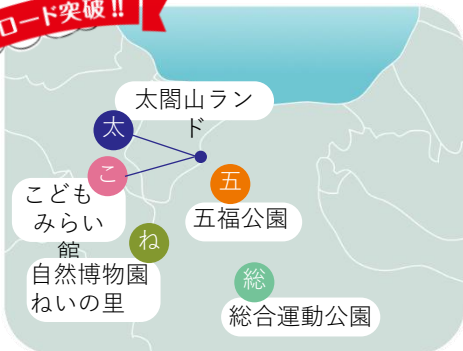 ロード突破!!
太閤山ラン
ド
太
こ
こども
みらい
館
五
五福公園
ね
自然博物園
ねいの里
総
総合運動公園